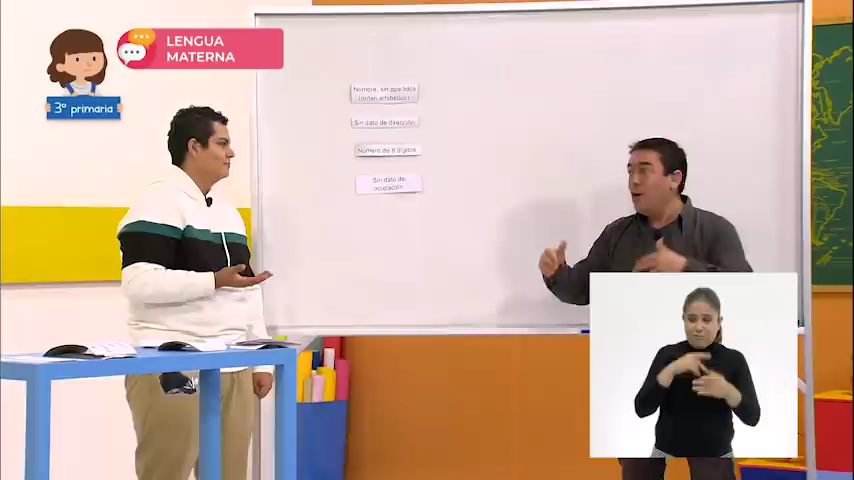 LENGUA
MATERNA
3° primaria
Nombre, sin apellidos
(orden alfabético)
Sin dato de dirección
Número de 8 dígitos
Sin dato de
ocupación